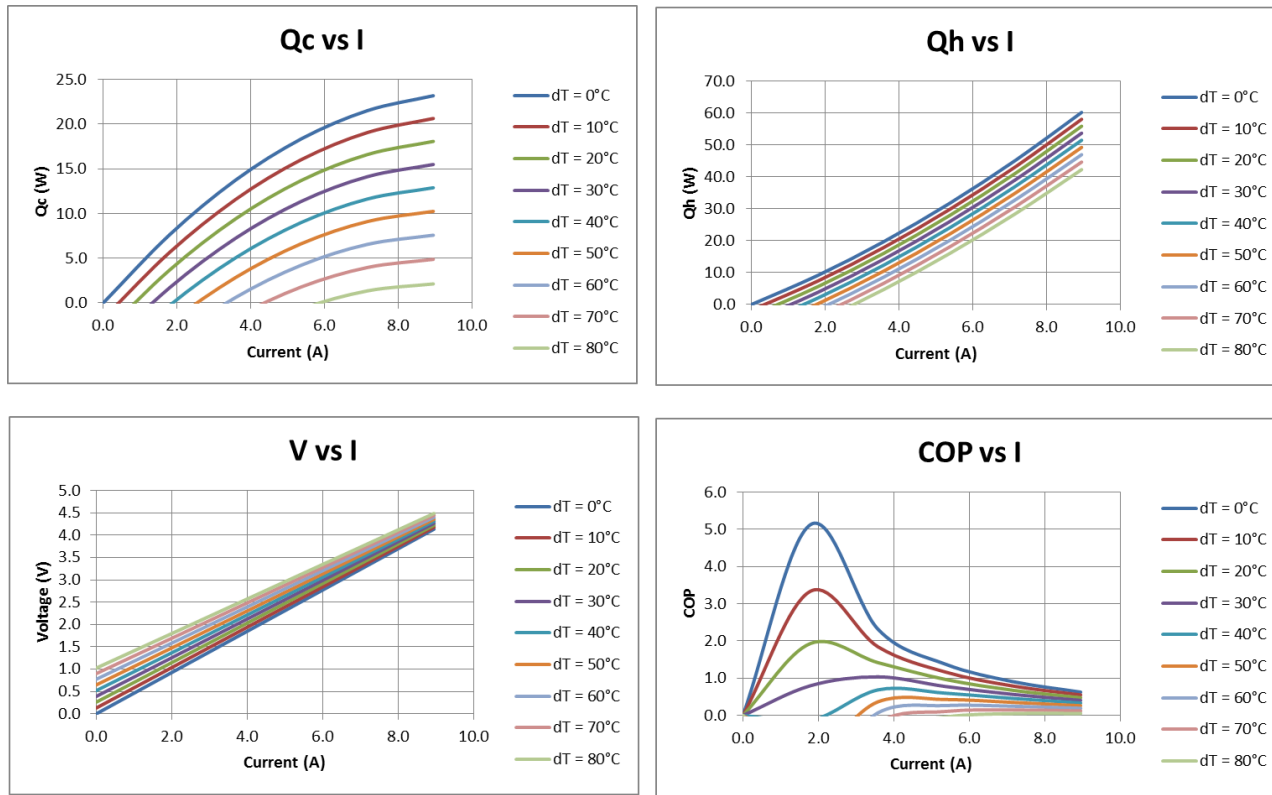 Qc vs I
25.0
20.0
15.0
10.0
5.0
0.0
Qc (W)
0.0 2.0 4.0 6.0 8.0 10.0
Current (A)
dT = 0°C
dT = 10°C
dT = 20°C
dT = 30°C
dT = 40°C
dT = 50°C
dT = 60°C
dT = 70°C
dT = 80°C
Qh vs I
70.0
60.0
50.0
40.0
30.0
20.0
10.0
0.0
Qh (W)
0.0 2.0 4.0 6.0 8.0 10.0
Current (A)
dT = 0°C
dT = 10°C
dT = 20°C
dT = 30°C
dT = 40°C
dT = 50°C
dT = 60°C
dT = 70°C
dT = 80°C
V vs I
5.0
4.5
4.0
3.5
3.0
2.5
2.0
1.5
1.0
0.5
0.0
Voltage (V)
0.0 2.0 4.0 6.0 8.0 10.0
Current (A)
dT = 0°C
dT = 10°C
dT = 20°C
dT = 30°C
dT = 40°C
dT = 50°C
dT = 60°C
dT = 70°C
dT = 80°C
COP vs I
6.0
5.0
4.0
3.0
2.0
1.0
0.0
COP
0.0 2.0 4.0 6.0 8.0 10.0
Current (A)
dT = 0°C
dT = 10°C
dT = 20°C
dT = 30°C
dT = 40°C
dT = 50°C
dT = 60°C
dT = 70°C
dT = 80°C